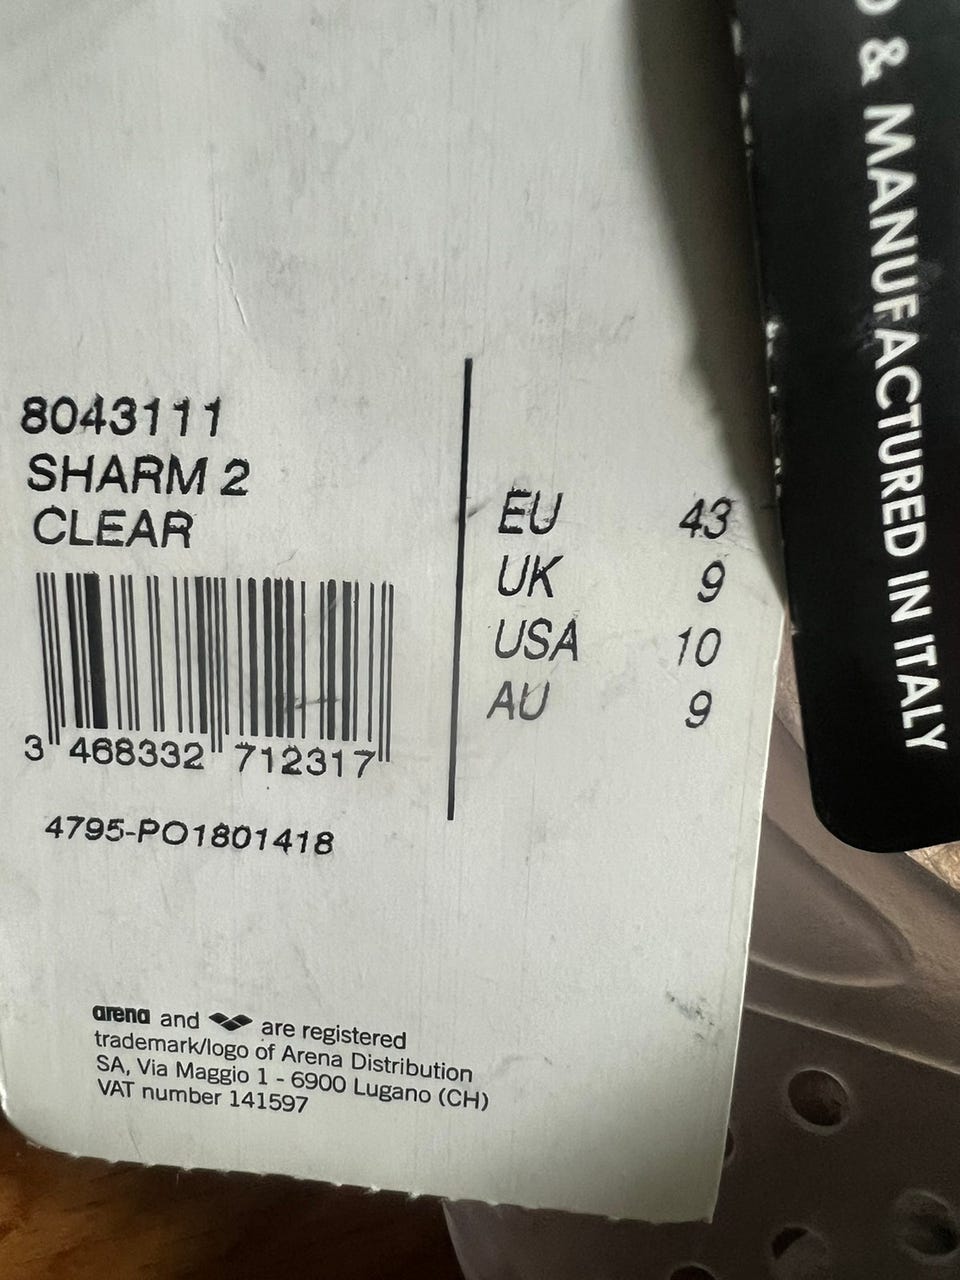 8043111
SHARM 2
CLEAR
3 468332 712317
4795-PO1801418
EU 43
UK 9
USA 10
AU 9
arena and are registered
trademark/logo of Arena Distribution
SA, Via Maggio 1 - 6900 Lugano (CH)
VAT number 141597
& MANUFACTURED IN ITALY